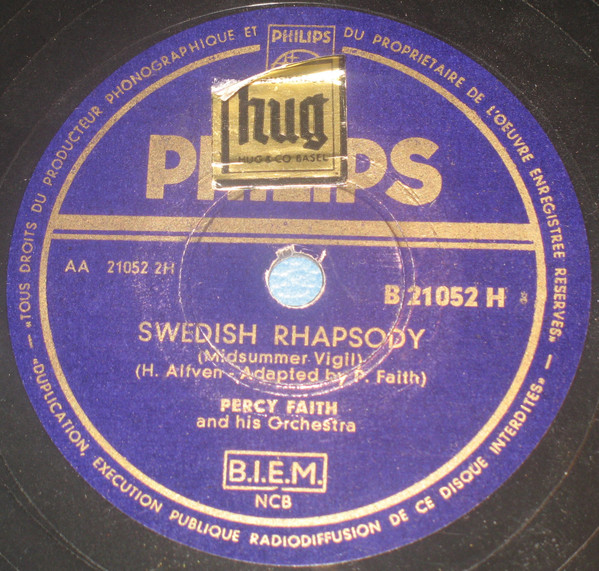 «TOUS DROITS DU PRODUCTEUR PHONOGRAPHIQUE ET DU PROPRIETAIRE DE L'OEUVRE ENREGISTREE RESERVES»
PHILIPS
hug
HUG & CO BASEL
PHILIPS
AA 21052 2H
B 21052 H
SWEDISH RHAPSODY
(Midsummer Vigil)
(H. Alfven - Adapted by P. Faith)
PERCY FAITH
and his Orchestra
B.I.E.M.
NCB
«DUPLICATION, EXECUTION PUBLIQUE RADIODIFFUSION DE CE DISQUE INTERDITES»